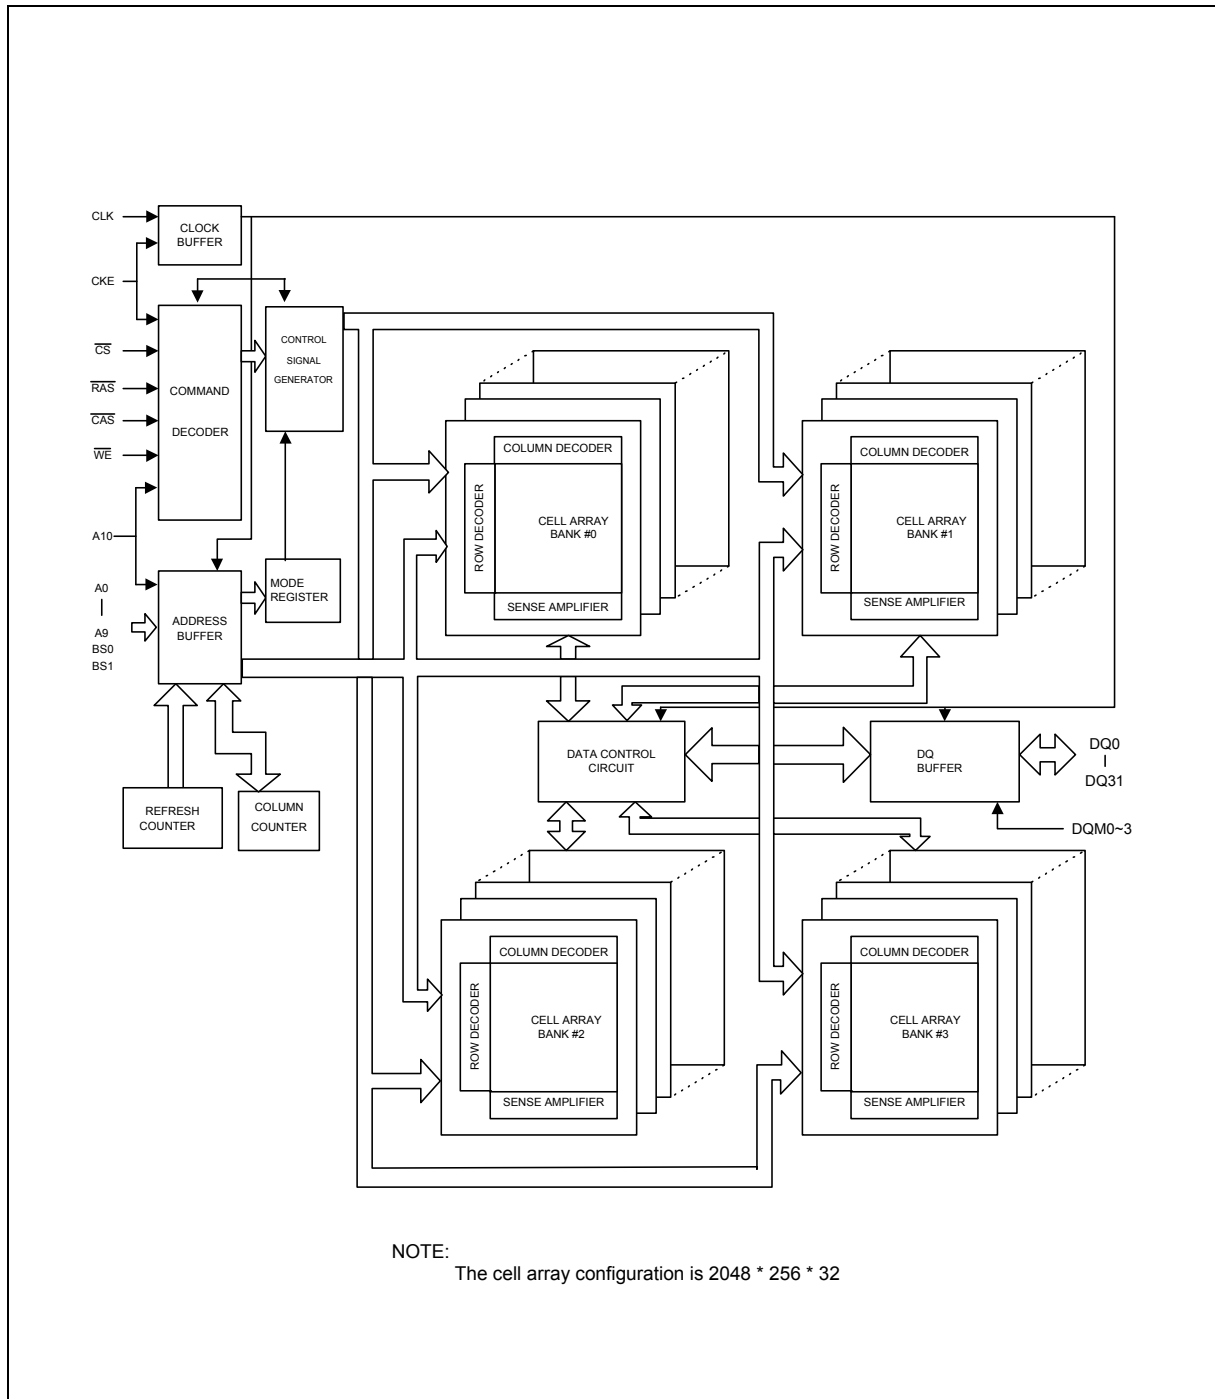 CLK
CLOCK
BUFFER
CKE
CS
RAS
CAS
WE
A10
COMMAND
DECODER
CONTROL
SIGNAL
GENERATOR
A0
A9
BS0
BS1
ADDRESS
BUFFER
MODE
REGISTER
REFRESH
COUNTER
COLUMN
COUNTER
COLUMN DECODER
ROW DECODER
CELL ARRAY
BANK #0
SENSE AMPLIFIER
COLUMN DECODER
ROW DECODER
CELL ARRAY
BANK #1
SENSE AMPLIFIER
DATA CONTROL
CIRCUIT
DQ
BUFFER
DQ0
DQ31
DQM0~3
COLUMN DECODER
ROW DECODER
CELL ARRAY
BANK #2
SENSE AMPLIFIER
COLUMN DECODER
ROW DECODER
CELL ARRAY
BANK #3
SENSE AMPLIFIER
NOTE:
The cell array configuration is 2048 * 256 * 32